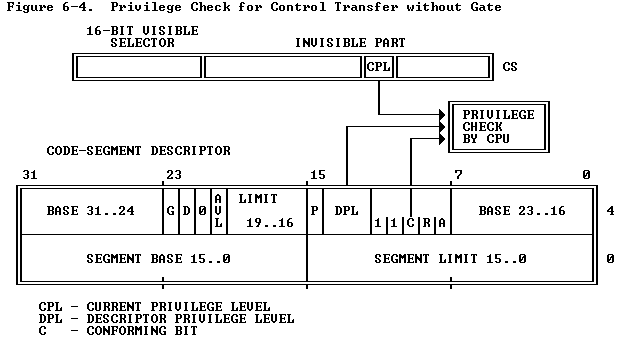 Figure 6-4.  Privilege Check for Control Transfer without Gate
16-BIT VISIBLE
SELECTOR
INVISIBLE PART
CPL
CS
PRIVILEGE
CHECK
BY CPU
CODE-SEGMENT DESCRIPTOR
31 23 15 7 0
BASE 31..24 G D 0 AVL LIMIT 19..16 P DPL 1 1 C R A BASE 23..16 4
SEGMENT BASE 15..0 SEGMENT LIMIT 15..0 0
CPL - CURRENT PRIVILEGE LEVEL
DPL - DESCRIPTOR PRIVILEGE LEVEL
C   - CONFORMING BIT